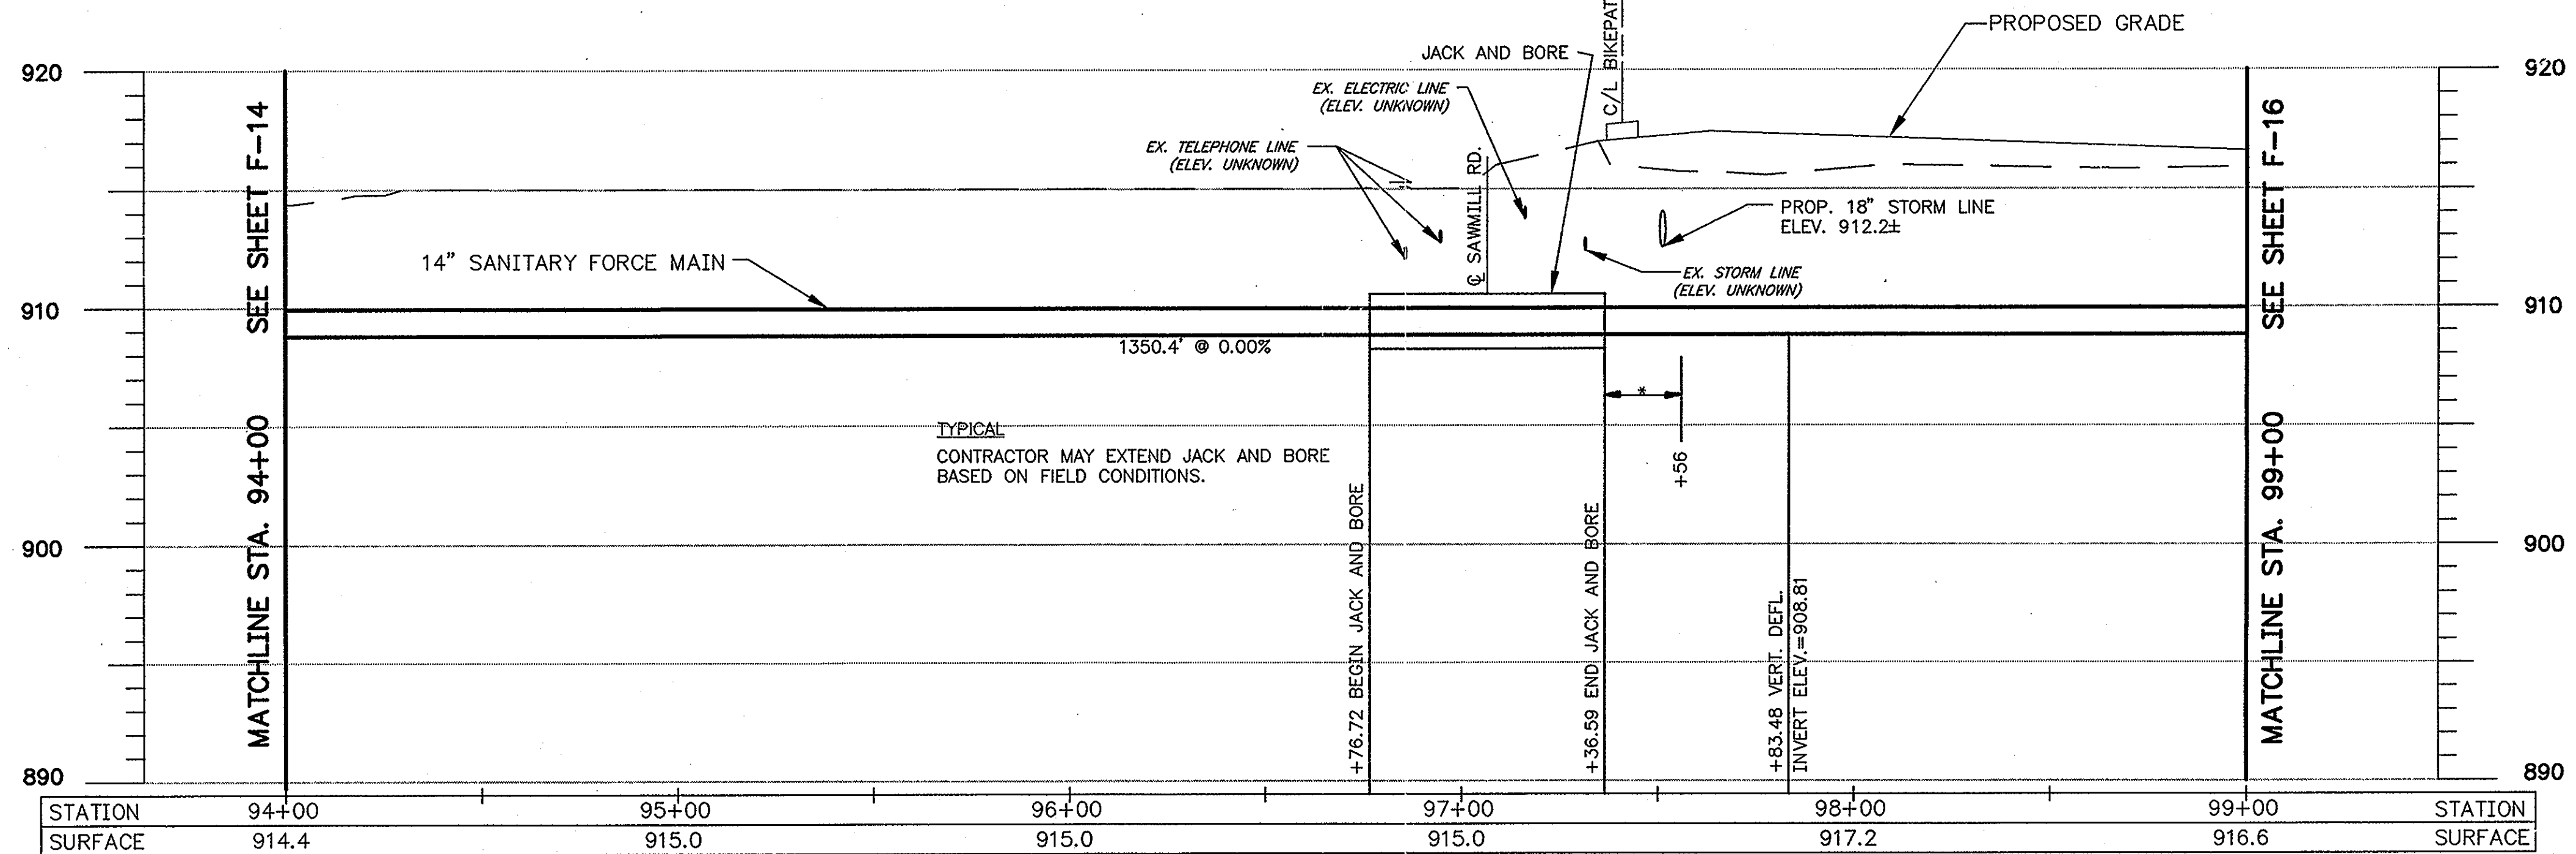 PROPOSED GRADE
JACK AND BORE
C/L BIKEPAT
920
920
EX. ELECTRIC LINE
(ELEV. UNKNOWN)
EX. TELEPHONE LINE
(ELEV. UNKNOWN)
SEE SHEET F-14
SEE SHEET F-16
℄ SAWMILL RD.
PROP. 18" STORM LINE
ELEV. 912.2±
14" SANITARY FORCE MAIN
EX. STORM LINE
(ELEV. UNKNOWN)
910
910
1350.4' @ 0.00%
*
TYPICAL
CONTRACTOR MAY EXTEND JACK AND BORE
BASED ON FIELD CONDITIONS.
+56
MATCHLINE STA. 94+00
+76.72 BEGIN JACK AND BORE
+36.59 END JACK AND BORE
+83.48 VERT. DEFL.
INVERT ELEV.=908.81
MATCHLINE STA. 99+00
900
900
890
890
STATION 94+00 95+00 96+00 97+00 98+00 99+00 STATION
SURFACE 914.4 915.0 915.0 915.0 917.2 916.6 SURFACE